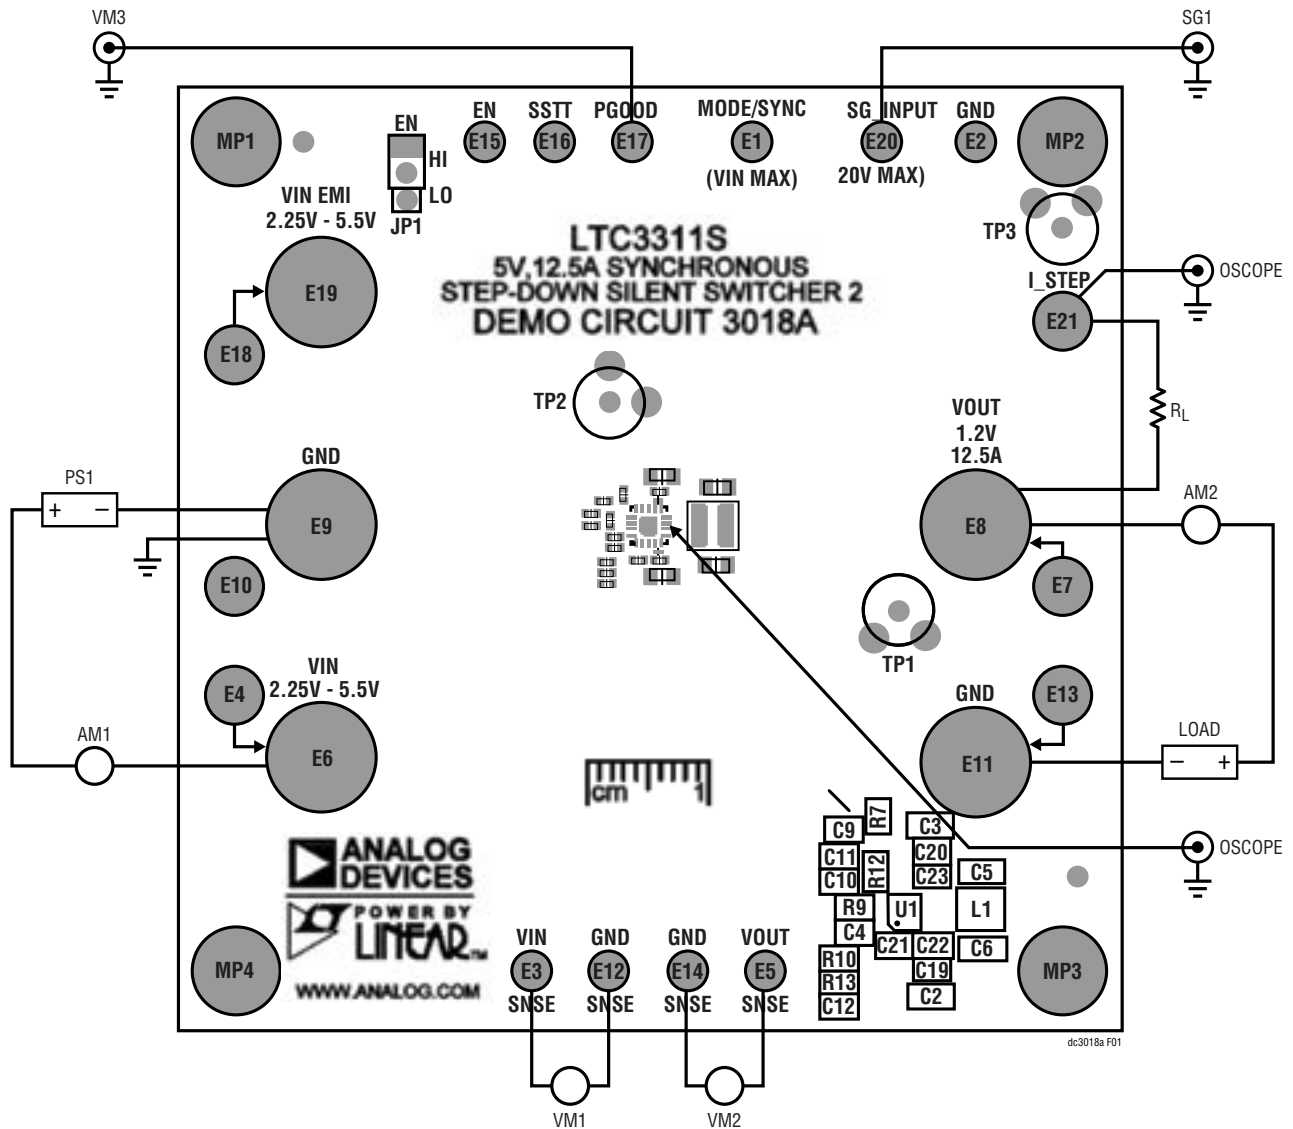 VM3
SG1
EN
SSTT
PGOOD
MODE/SYNC
SG_INPUT
GND
MP1
EN
E15
E16
E17
E1
E20
E2
MP2
HI
(VIN MAX)
20V MAX)
LO
JP1
VIN EMI
2.25V - 5.5V
TP3
LTC3311S
5V,12.5A SYNCHRONOUS
STEP-DOWN SILENT SWITCHER 2
DEMO CIRCUIT 3018A
I_STEP
OSCOPE
E19
E21
E18
TP2
VOUT
1.2V
12.5A
RL
GND
PS1
+ −
E9
E8
AM2
E10
E7
TP1
VIN
2.25V - 5.5V
E4
GND
E13
AM1
E6
E11
LOAD
− +
cm 1
C9
R7
C3
C11
C20
OSCOPE
C10
R12
C23
C5
ANALOG
DEVICES
R9
U1
L1
POWER BY
LINEAR™
C4
C21
C22
C6
VIN
GND
GND
VOUT
R10
C19
MP4
E3
E12
E14
E5
R13
MP3
WWW.ANALOG.COM
SNSE
SNSE
SNSE
SNSE
C12
C2
dc3018a F01
VM1
VM2